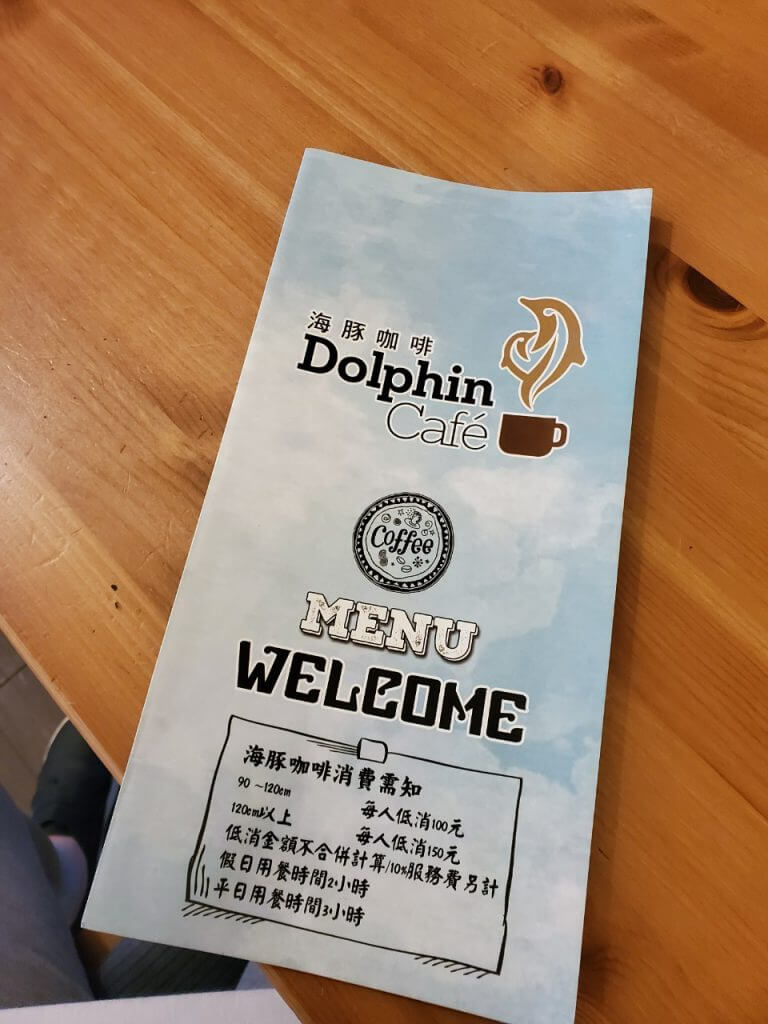 海豚咖啡
Dolphin
Café
Coffee
MENU
WELCOME
海豚咖啡消費需知
90～120cm 每人低消100元
120cm以上 每人低消150元
低消金額不合併計算/10%服務費另計
假日用餐時間2小時
平日用餐時間3小時